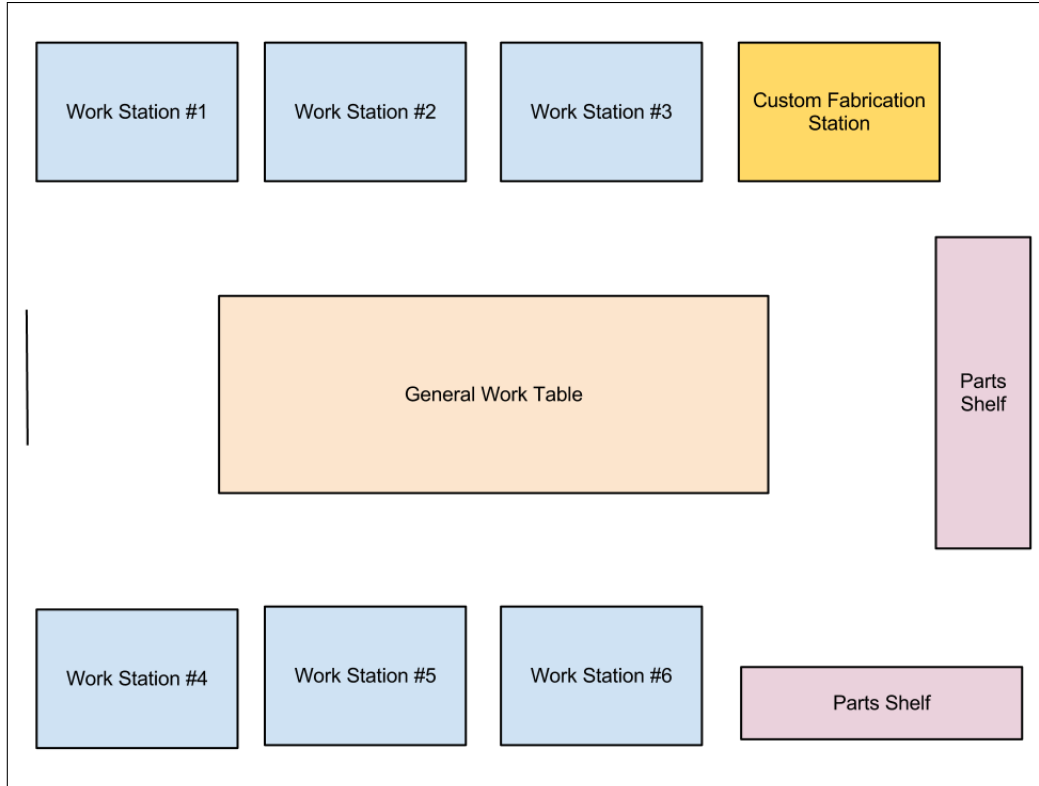 Work Station #1
Work Station #2
Work Station #3
Custom Fabrication
Station
General Work Table
Parts
Shelf
Work Station #4
Work Station #5
Work Station #6
Parts Shelf